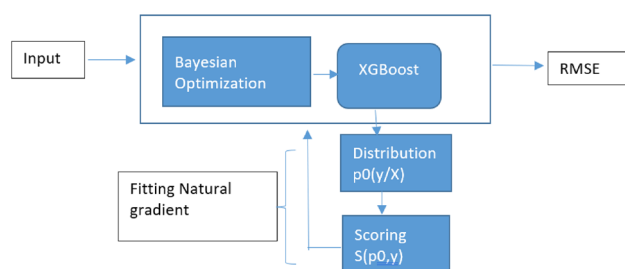 Input
Bayesian
Optimization
XGBoost
RMSE
Distribution
p0(y/X)
Fitting Natural
gradient
Scoring
S(p0,y)